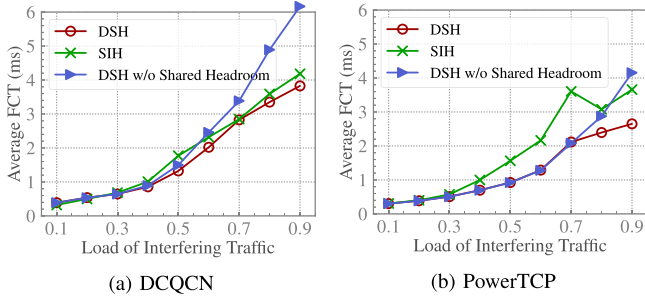 6
5
4
3
2
1
0
Average FCT (ms)
DSH
SIH
DSH w/o Shared Headroom
0.1 0.3 0.5 0.7 0.9
Load of Interfering Traffic
(a) DCQCN
6
5
4
3
2
1
0
Average FCT (ms)
DSH
SIH
DSH w/o Shared Headroom
0.1 0.3 0.5 0.7 0.9
Load of Interfering Traffic
(b) PowerTCP